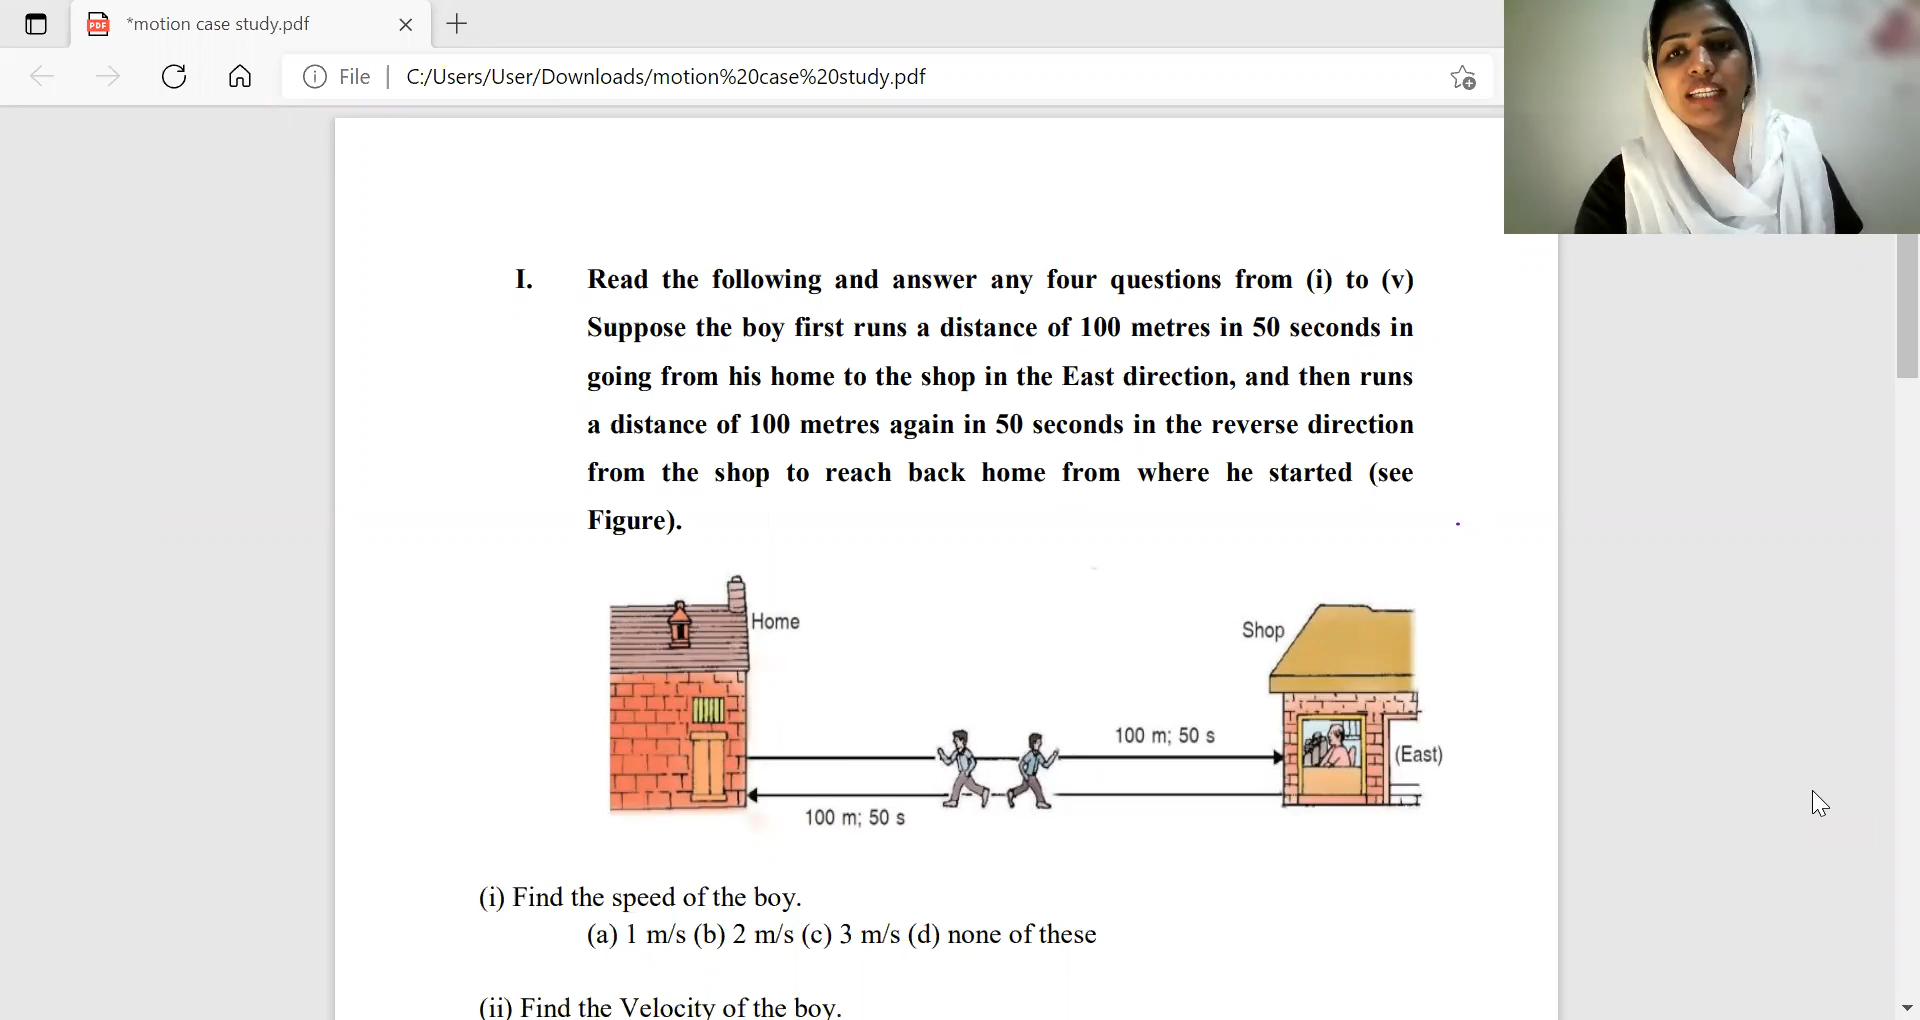 *motion case study.pdf
File | C:/Users/User/Downloads/motion%20case%20study.pdf
I. Read the following and answer any four questions from (i) to (v)
Suppose the boy first runs a distance of 100 metres in 50 seconds in
going from his home to the shop in the East direction, and then runs
a distance of 100 metres again in 50 seconds in the reverse direction
from the shop to reach back home from where he started (see
Figure).
Home
Shop
100 m; 50 s
(East)
100 m; 50 s
(i) Find the speed of the boy.
(a) 1 m/s (b) 2 m/s (c) 3 m/s (d) none of these
(ii) Find the Velocity of the boy.